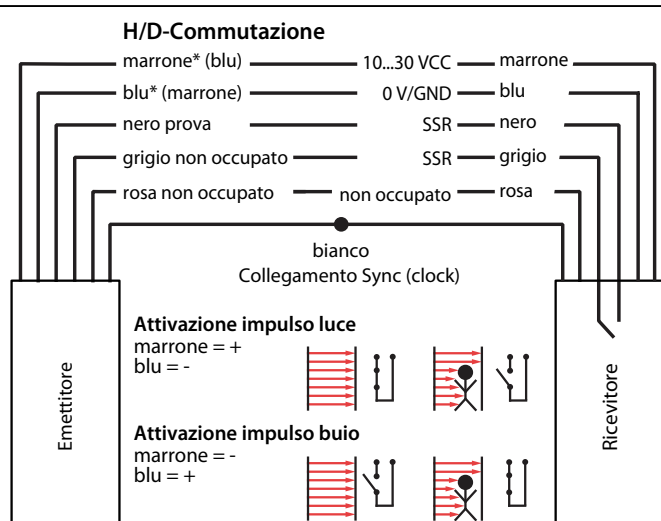 H/D-Commutazione
marrone* (blu) 10...30 VCC marrone
blu* (marrone) 0 V/GND blu
nero prova SSR nero
grigio non occupato SSR grigio
rosa non occupato non occupato rosa
bianco
Collegamento Sync (clock)
Attivazione impulso luce
marrone = +
blu = -
Attivazione impulso buio
marrone = -
blu = +
Emettitore
Ricevitore